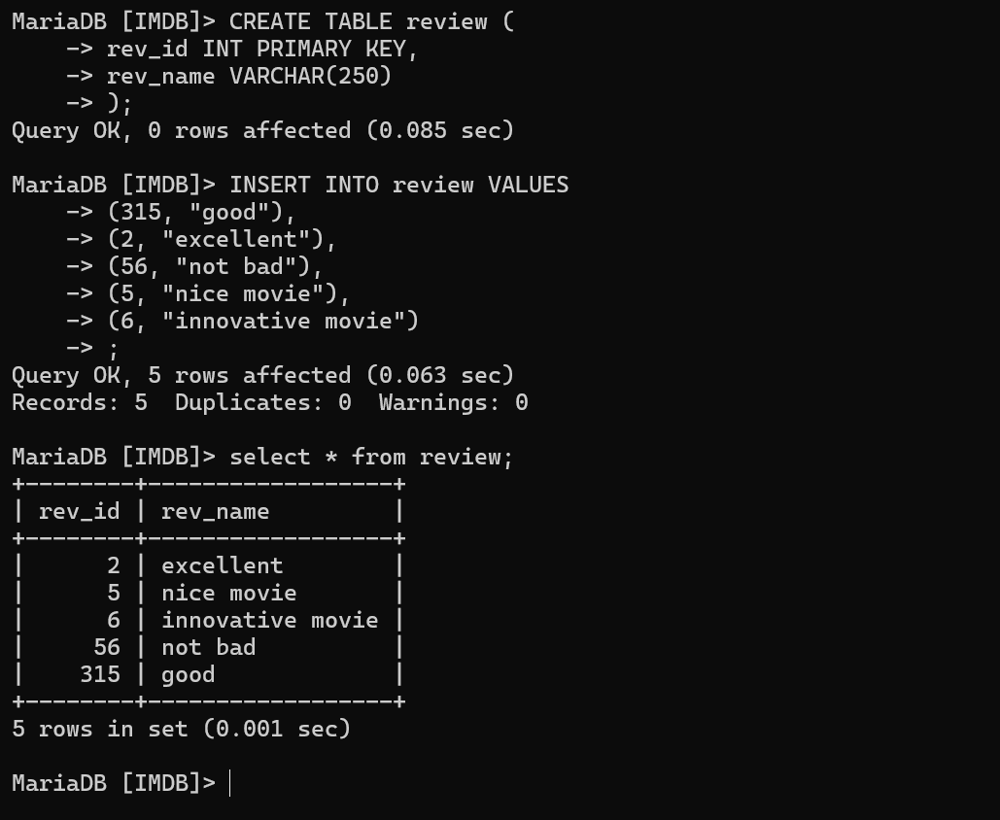 MariaDB [IMDB]> CREATE TABLE review (
    -> rev_id INT PRIMARY KEY,
    -> rev_name VARCHAR(250)
    -> );
Query OK, 0 rows affected (0.085 sec)

MariaDB [IMDB]> INSERT INTO review VALUES
    -> (315, "good"),
    -> (2, "excellent"),
    -> (56, "not bad"),
    -> (5, "nice movie"),
    -> (6, "innovative movie")
    -> ;
Query OK, 5 rows affected (0.063 sec)
Records: 5  Duplicates: 0  Warnings: 0

MariaDB [IMDB]> select * from review;
+--------+------------------+
| rev_id | rev_name         |
+--------+------------------+
|      2 | excellent        |
|      5 | nice movie       |
|      6 | innovative movie |
|     56 | not bad          |
|    315 | good             |
+--------+------------------+
5 rows in set (0.001 sec)

MariaDB [IMDB]>